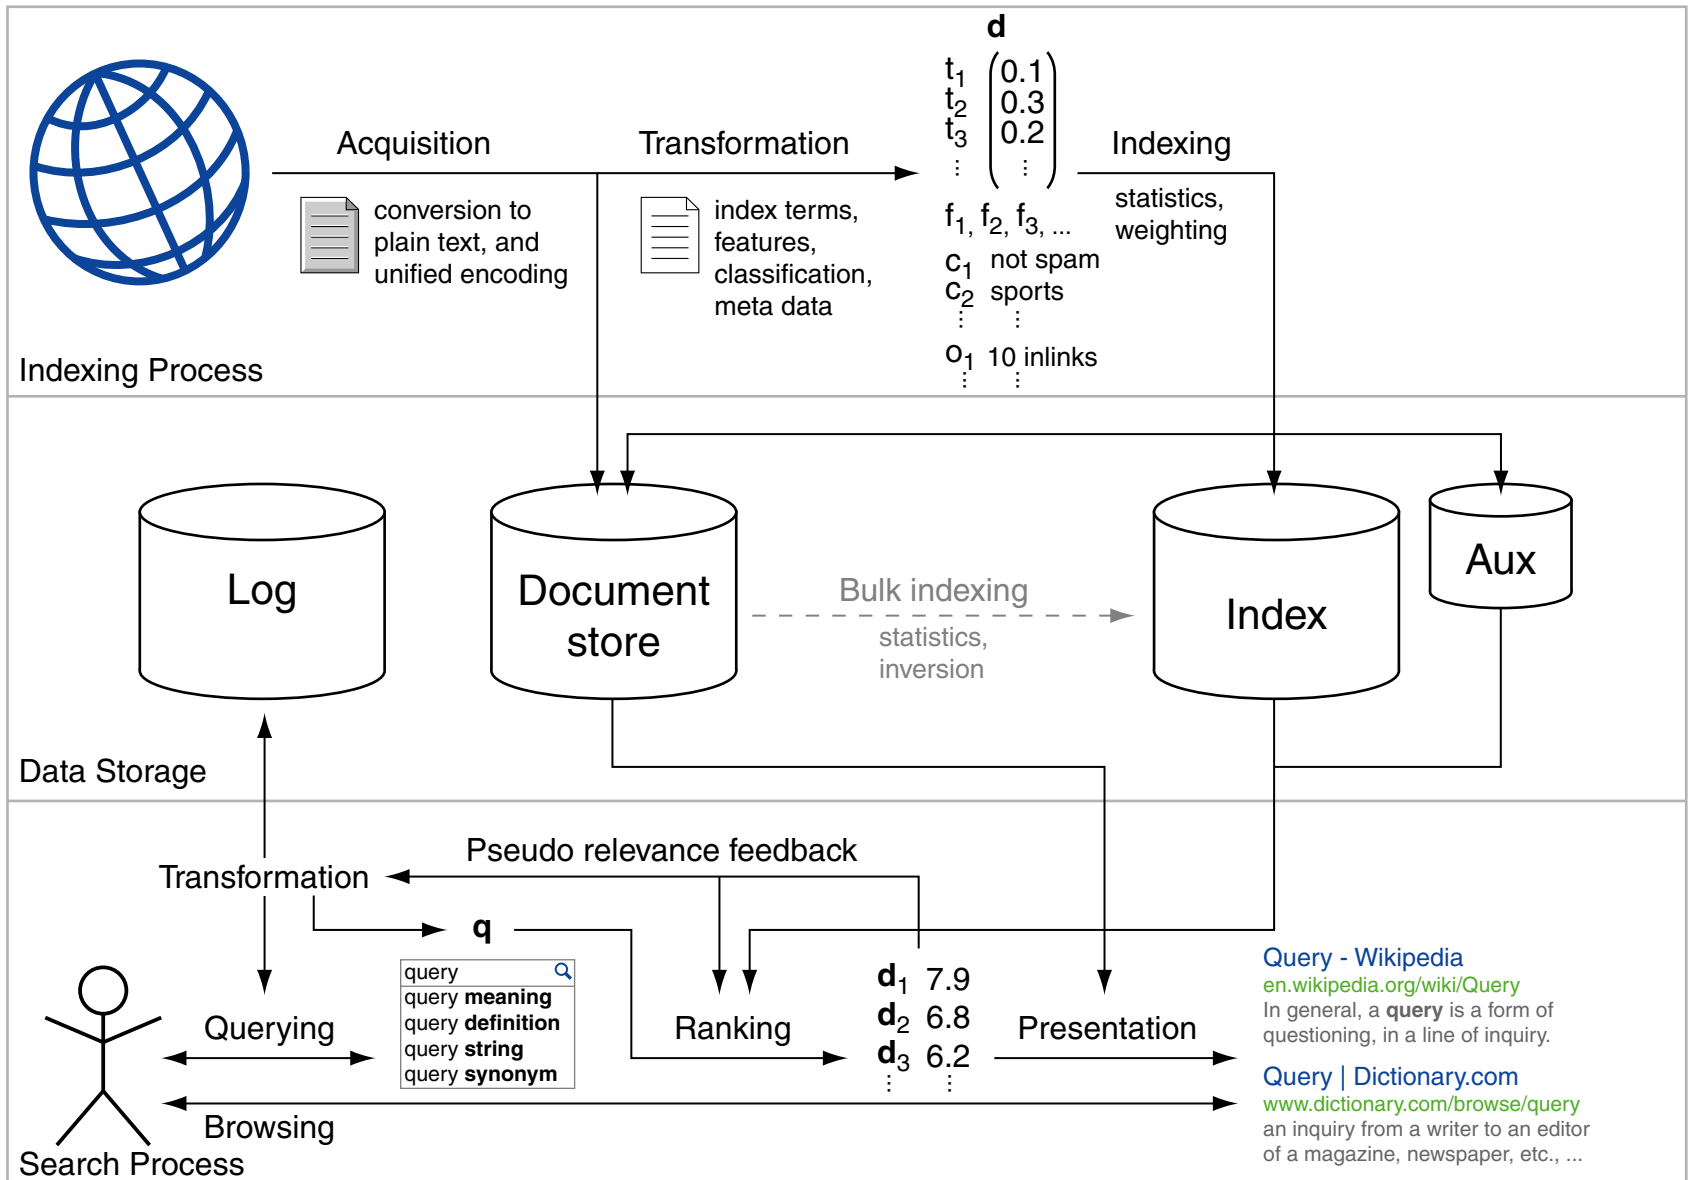 d
t1 0.1
t2 0.3
t3 0.2
⋮ ⋮
Acquisition
Transformation
Indexing
conversion to
plain text, and
unified encoding
index terms,
features,
classification,
meta data
statistics,
weighting
f1, f2, f3, ...
c1 not spam
c2 sports
⋮ ⋮
o1 10 inlinks
⋮ ⋮
Indexing Process
Log
Document
store
Bulk indexing
statistics,
inversion
Index
Aux
Data Storage
Pseudo relevance feedback
Transformation
q
query
query meaning
query definition
query string
query synonym
Querying
Ranking
d1 7.9
d2 6.8
d3 6.2
⋮ ⋮
Presentation
Query - Wikipedia
en.wikipedia.org/wiki/Query
In general, a query is a form of
questioning, in a line of inquiry.
Query | Dictionary.com
www.dictionary.com/browse/query
an inquiry from a writer to an editor
of a magazine, newspaper, etc., ...
Browsing
Search Process